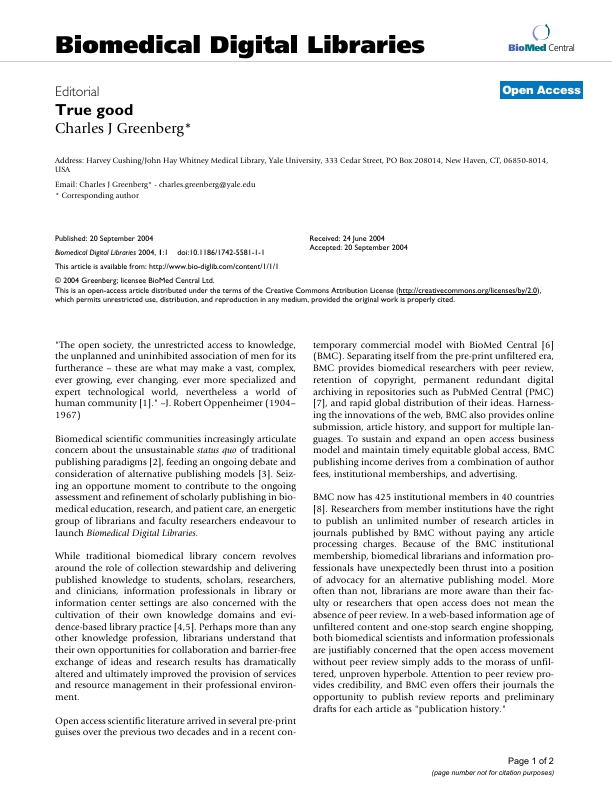 Biomedical Digital Libraries
BioMed Central
Open Access
Editorial
True good
Charles J Greenberg*
Address: Harvey Cushing/John Hay Whitney Medical Library, Yale University, 333 Cedar Street, PO Box 208014, New Haven, CT, 06850-8014,
USA
Email: Charles J Greenberg* - charles.greenberg@yale.edu
* Corresponding author
Published: 20 September 2004
Biomedical Digital Libraries 2004, 1:1 doi:10.1186/1742-5581-1-1
This article is available from: http://www.bio-diglib.com/content/1/1/1
Received: 24 June 2004
Accepted: 20 September 2004
© 2004 Greenberg; licensee BioMed Central Ltd.
This is an open-access article distributed under the terms of the Creative Commons Attribution License (http://creativecommons.org/licenses/by/2.0),
which permits unrestricted use, distribution, and reproduction in any medium, provided the original work is properly cited.
"The open society, the unrestricted access to knowledge,
the unplanned and uninhibited association of men for its
furtherance – these are what may make a vast, complex,
ever growing, ever changing, ever more specialized and
expert technological world, nevertheless a world of
human community [1]." –J. Robert Oppenheimer (1904–
1967)
Biomedical scientific communities increasingly articulate
concern about the unsustainable status quo of traditional
publishing paradigms [2], feeding an ongoing debate and
consideration of alternative publishing models [3]. Seiz-
ing an opportune moment to contribute to the ongoing
assessment and refinement of scholarly publishing in bio-
medical education, research, and patient care, an energetic
group of librarians and faculty researchers endeavour to
launch Biomedical Digital Libraries.
While traditional biomedical library concern revolves
around the role of collection stewardship and delivering
published knowledge to students, scholars, researchers,
and clinicians, information professionals in library or
information center settings are also concerned with the
cultivation of their own knowledge domains and evi-
dence-based library practice [4,5]. Perhaps more than any
other knowledge profession, librarians understand that
their own opportunities for collaboration and barrier-free
exchange of ideas and research results has dramatically
altered and ultimately improved the provision of services
and resource management in their professional environ-
ment.
Open access scientific literature arrived in several pre-print
guises over the previous two decades and in a recent con-
temporary commercial model with BioMed Central [6]
(BMC). Separating itself from the pre-print unfiltered era,
BMC provides biomedical researchers with peer review,
retention of copyright, permanent redundant digital
archiving in repositories such as PubMed Central (PMC)
[7], and rapid global distribution of their ideas. Harness-
ing the innovations of the web, BMC also provides online
submission, article history, and support for multiple lan-
guages. To sustain and expand an open access business
model and maintain timely equitable global access, BMC
publishing income derives from a combination of author
fees, institutional memberships, and advertising.
BMC now has 425 institutional members in 40 countries
[8]. Researchers from member institutions have the right
to publish an unlimited number of research articles in
journals published by BMC without paying any article
processing charges. Because of the BMC institutional
membership, biomedical librarians and information pro-
fessionals have unexpectedly been thrust into a position
of advocacy for an alternative publishing model. More
often than not, librarians are more aware than their fac-
ulty or researchers that open access does not mean the
absence of peer review. In a web-based information age of
unfiltered content and one-stop search engine shopping,
both biomedical scientists and information professionals
are justifiably concerned that the open access movement
without peer review simply adds to the morass of unfil-
tered, unproven hyperbole. Attention to peer review pro-
vides credibility, and BMC even offers their journals the
opportunity to publish review reports and preliminary
drafts for each article as "publication history."
Page 1 of 2
(page number not for citation purposes)